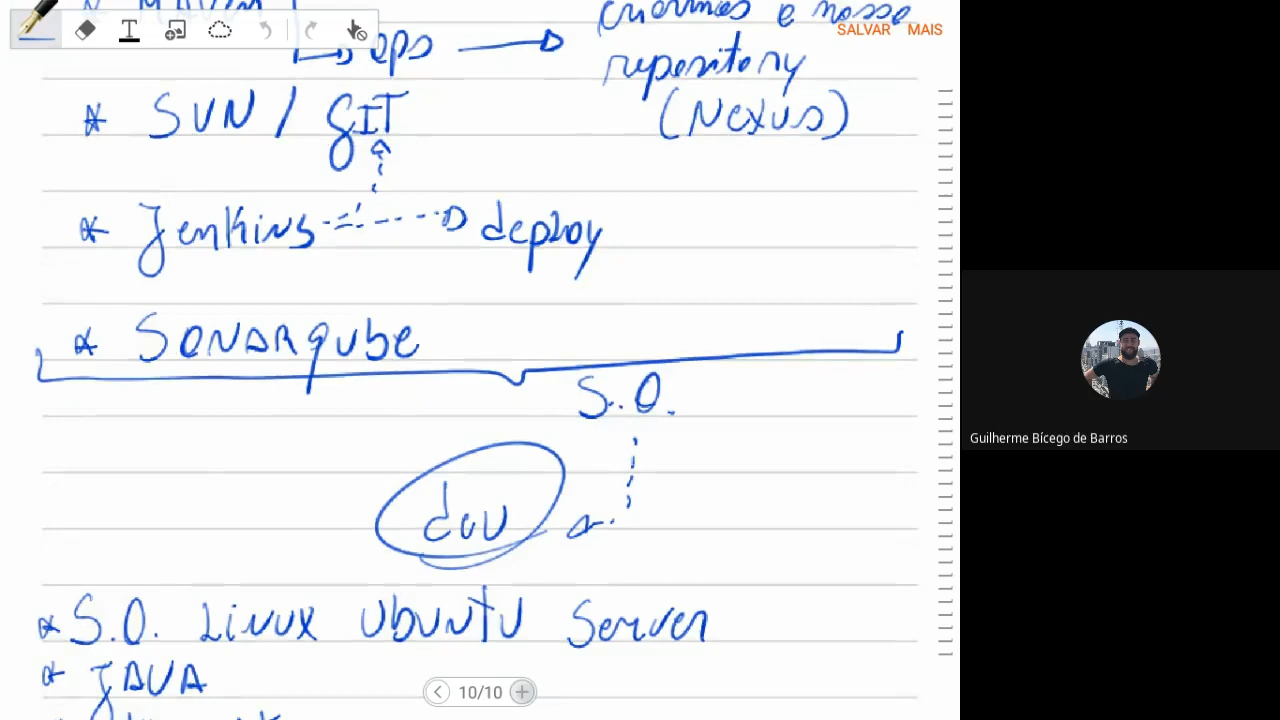 * MAVEN
SALVAR MAIS
e nosso
↳ deps → repository
(Nexus)
* SVN / GIT
* Jenkins → deploy
* SONARqube
S.O.
dev
* S.O. Linux Ubuntu Server
* JAVA
10/10
Guilherme Bícego de Barros